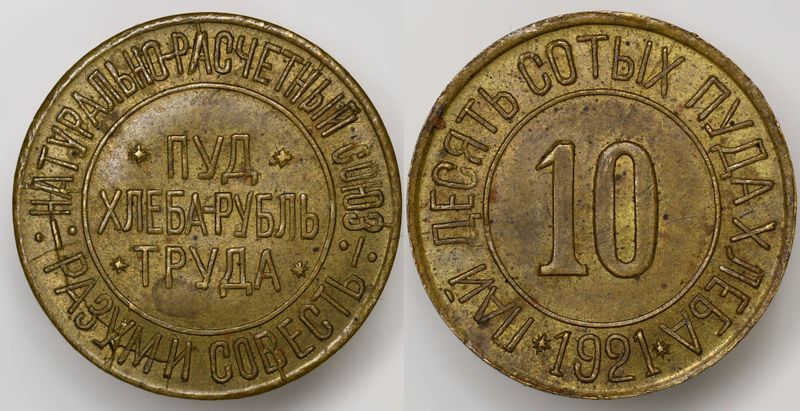 НАТУРАЛЬНО-РАСЧЕТНЫЙ СОЮЗ
ПУД
ХЛЕБА-РУБЛЬ
ТРУДА
РАЗУМ И СОВЕСТЬ
ПАЙ ДЕСЯТЬ СОТЫХ ПУДА ХЛЕБА
10
1921